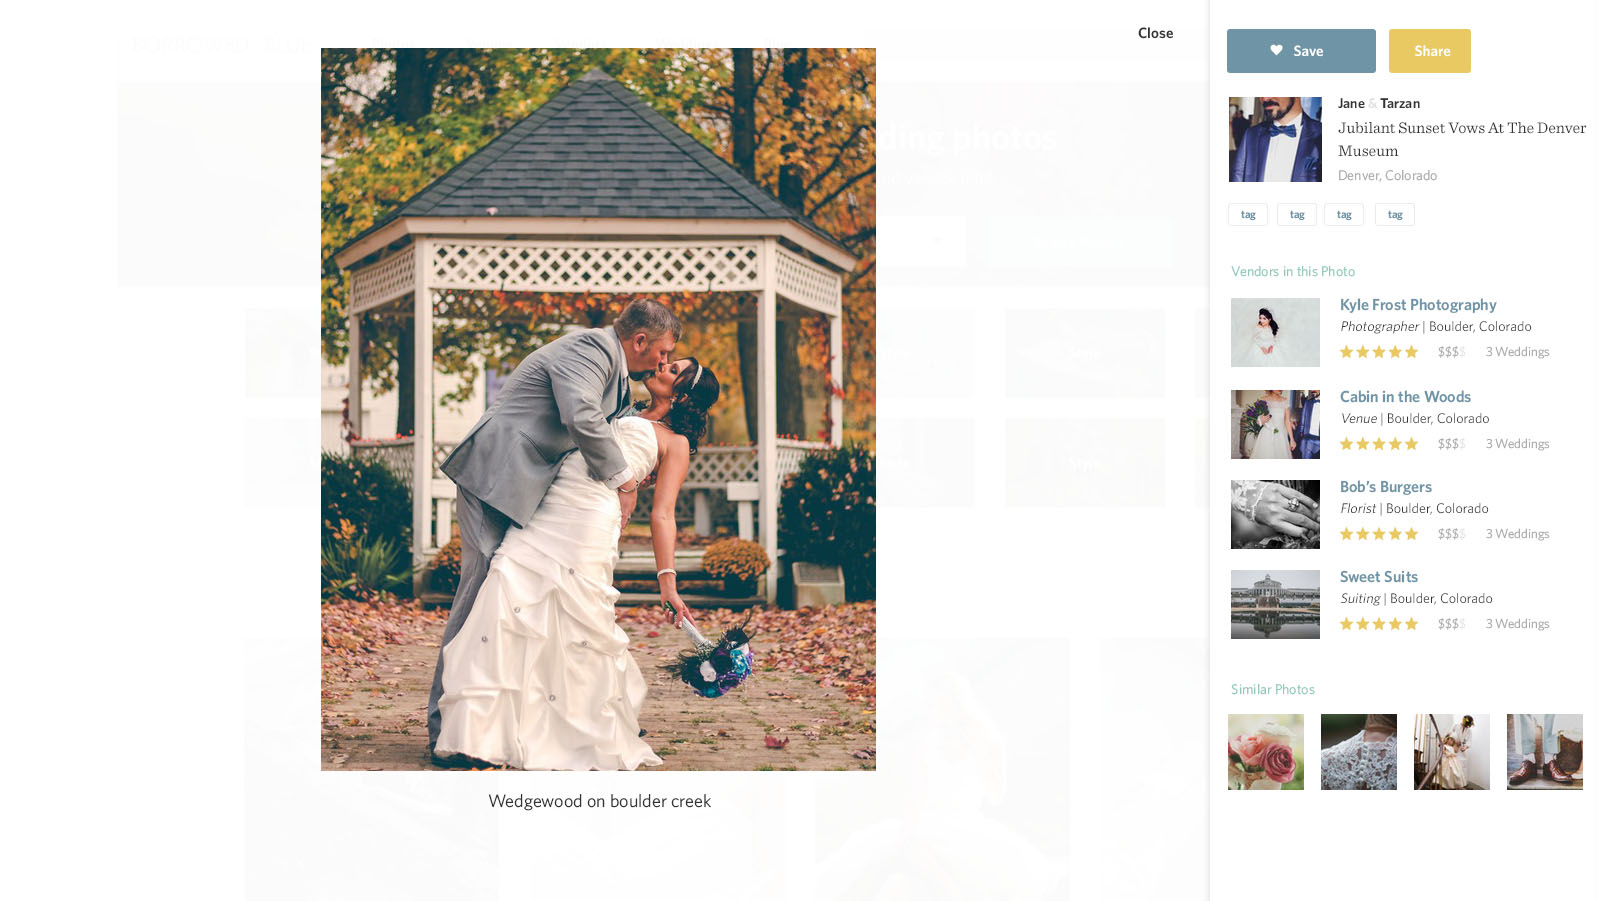 Close
ding photos
Wedgewood on boulder creek
Save
Share
Jane & Tarzan
Jubilant Sunset Vows At The Denver
Museum
Denver, Colorado
tag tag tag tag
Vendors in this Photo
Kyle Frost Photography
Photographer | Boulder, Colorado
$$$$ 3 Weddings
Cabin in the Woods
Venue | Boulder, Colorado
$$$$ 3 Weddings
Bob's Burgers
Florist | Boulder, Colorado
$$$$ 3 Weddings
Sweet Suits
Suiting | Boulder, Colorado
$$$$ 3 Weddings
Similar Photos